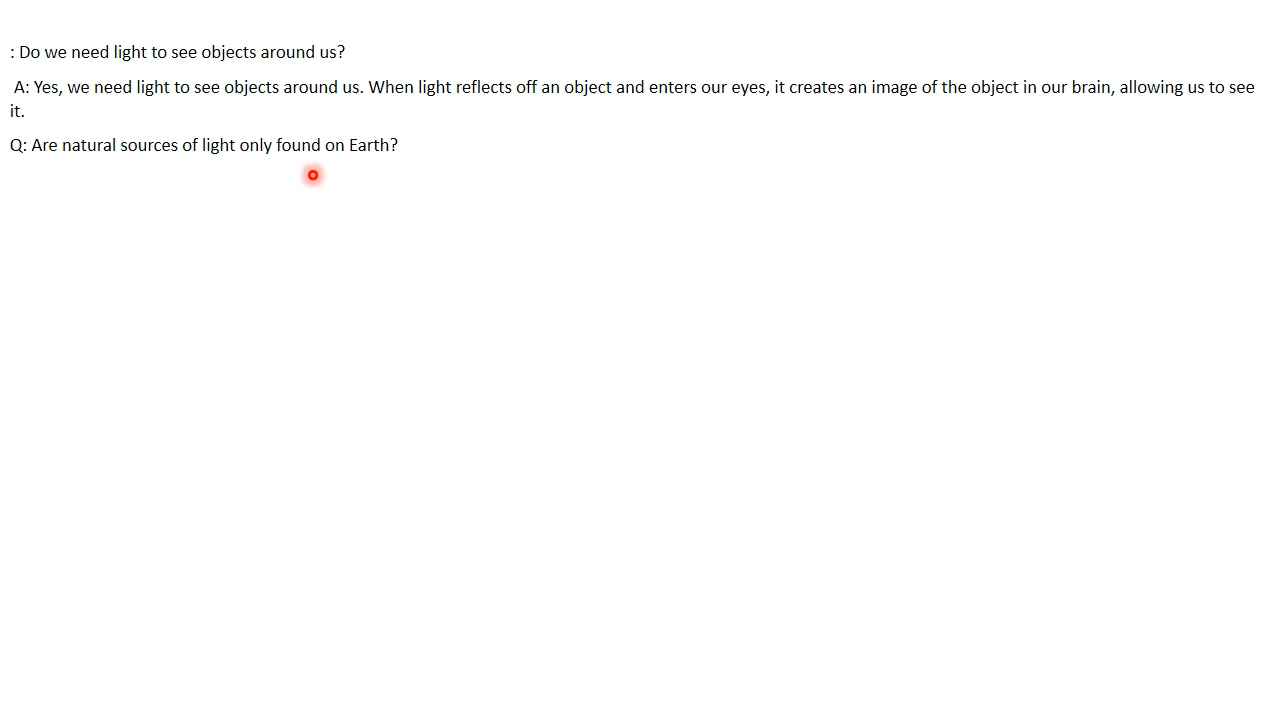 : Do we need light to see objects around us?
A: Yes, we need light to see objects around us. When light reflects off an object and enters our eyes, it creates an image of the object in our brain, allowing us to see
it.
Q: Are natural sources of light only found on Earth?